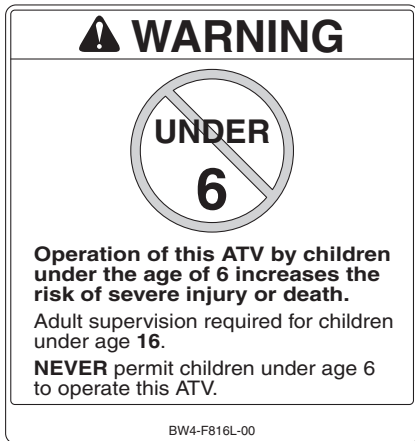 WARNING
UNDER
6
Operation of this ATV by children
under the age of 6 increases the
risk of severe injury or death.
Adult supervision required for children
under age 16.
NEVER permit children under age 6
to operate this ATV.
BW4-F816L-00